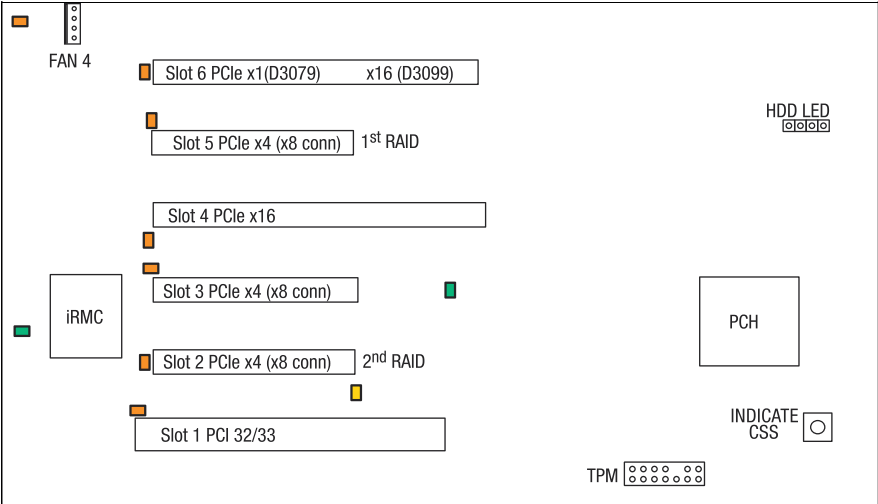 FAN 4
Slot 6 PCIe x1(D3079) x16 (D3099)
HDD LED
Slot 5 PCIe x4 (x8 conn) 1st RAID
Slot 4 PCIe x16
Slot 3 PCIe x4 (x8 conn)
iRMC
PCH
Slot 2 PCIe x4 (x8 conn) 2nd RAID
INDICATE
CSS
Slot 1 PCI 32/33
TPM